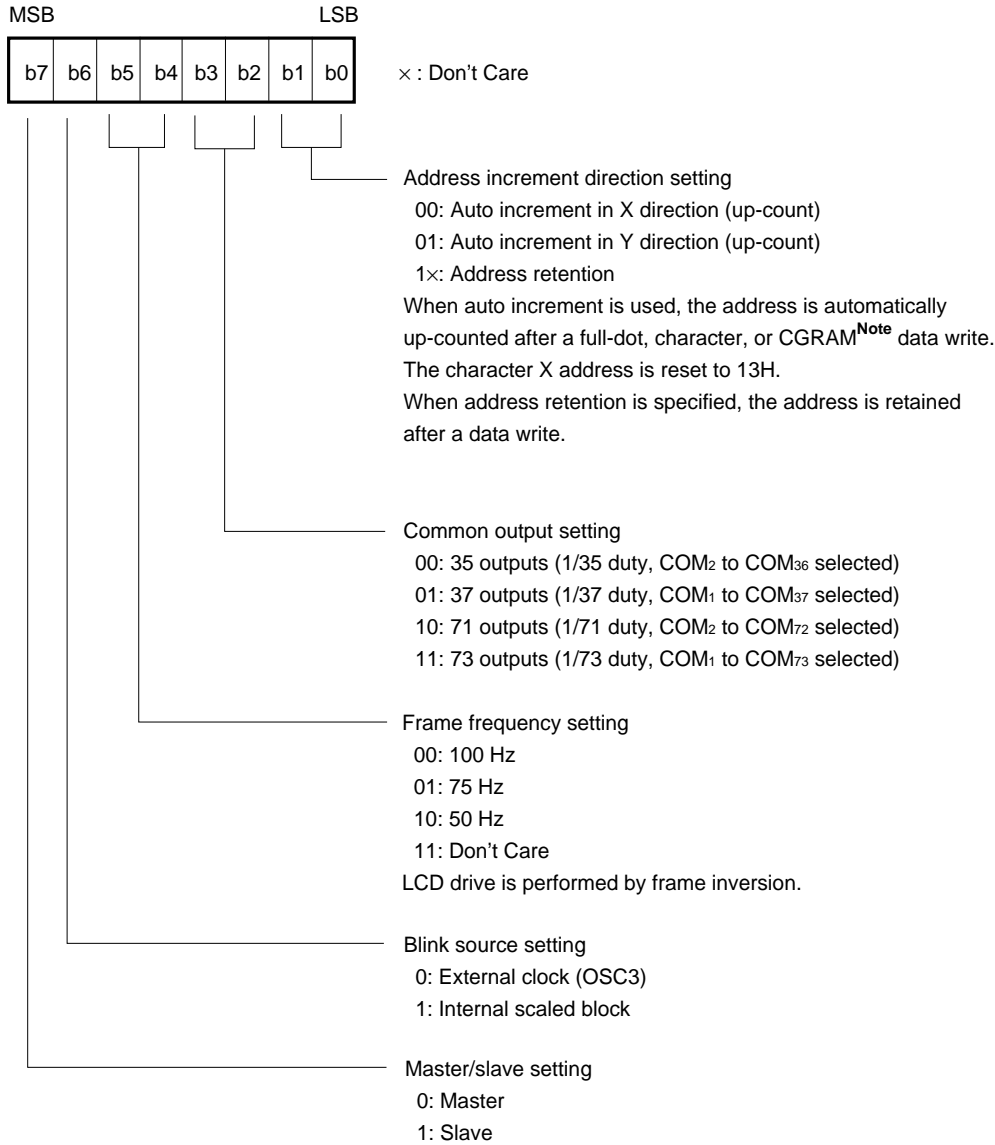 MSB LSB
b7 b6 b5 b4 b3 b2 b1 b0 × : Don't Care
Address increment direction setting
00: Auto increment in X direction (up-count)
01: Auto increment in Y direction (up-count)
1×: Address retention
When auto increment is used, the address is automatically
up-counted after a full-dot, character, or CGRAMNote data write.
The character X address is reset to 13H.
When address retention is specified, the address is retained
after a data write.
Common output setting
00: 35 outputs (1/35 duty, COM2 to COM36 selected)
01: 37 outputs (1/37 duty, COM1 to COM37 selected)
10: 71 outputs (1/71 duty, COM2 to COM72 selected)
11: 73 outputs (1/73 duty, COM1 to COM73 selected)
Frame frequency setting
00: 100 Hz
01: 75 Hz
10: 50 Hz
11: Don't Care
LCD drive is performed by frame inversion.
Blink source setting
0: External clock (OSC3)
1: Internal scaled block
Master/slave setting
0: Master
1: Slave